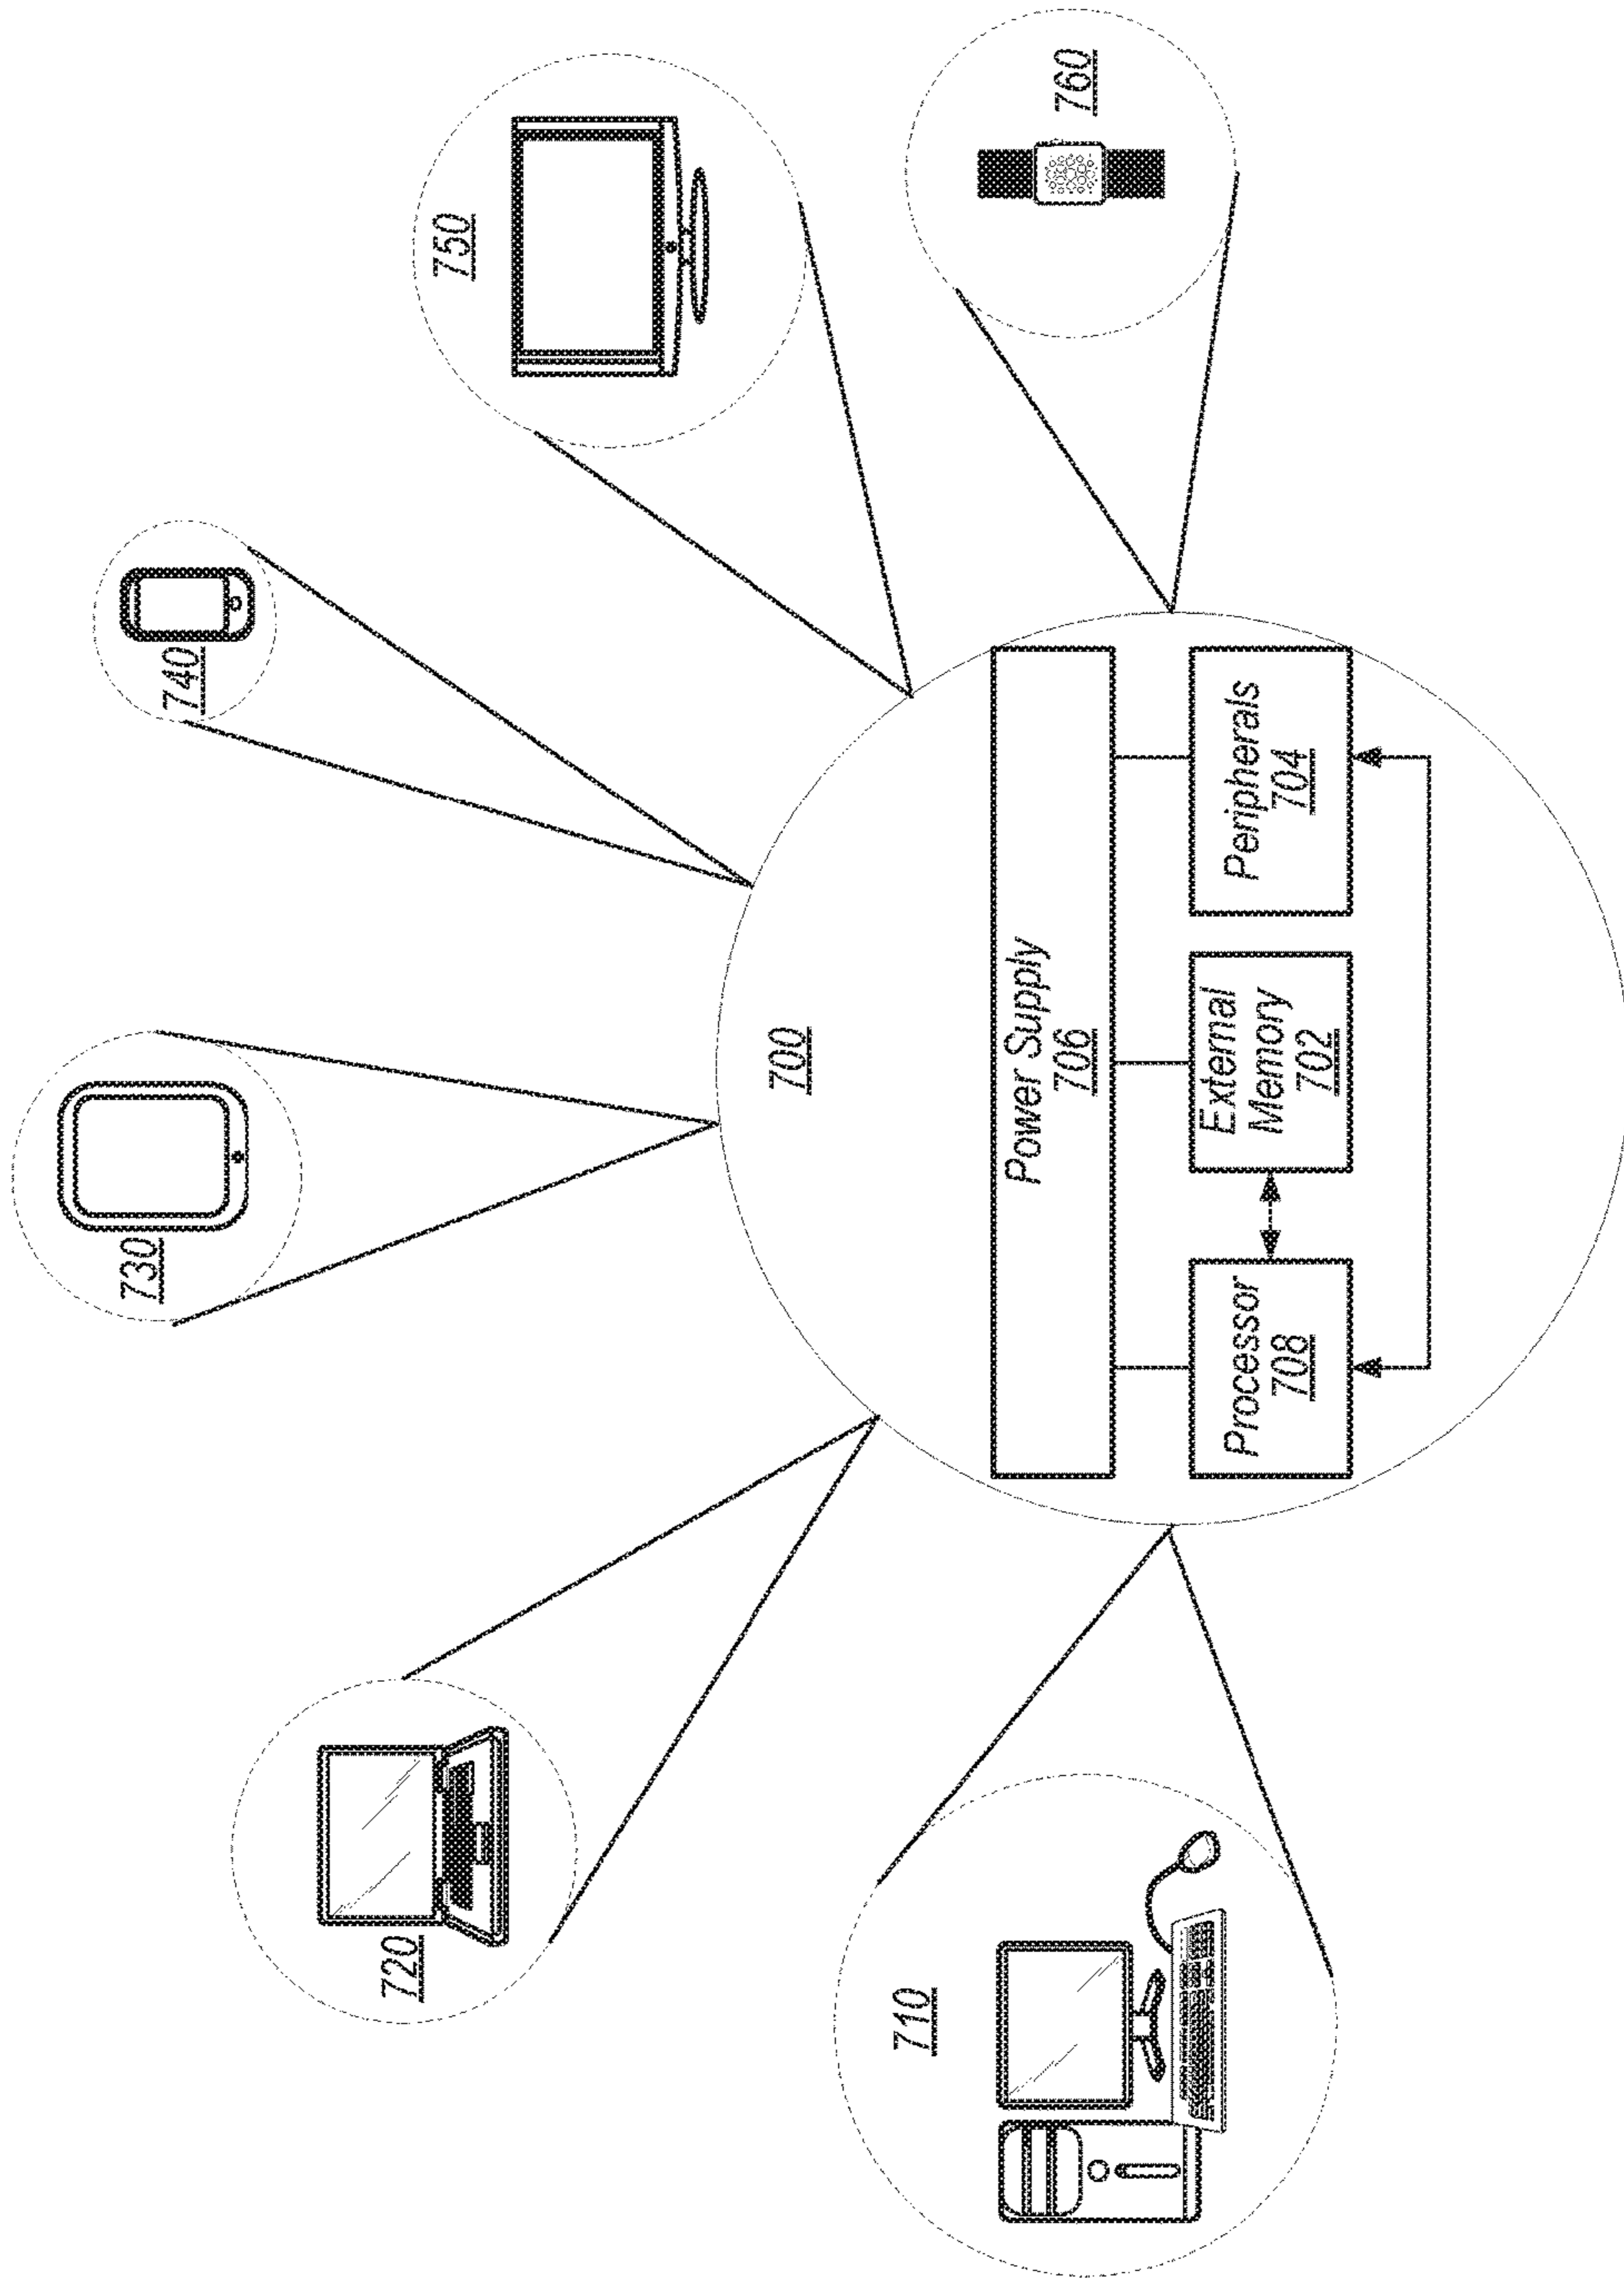 710
720
730
740
750
760
700
Power Supply
706
Processor
708
External
Memory
702
Peripherals
704